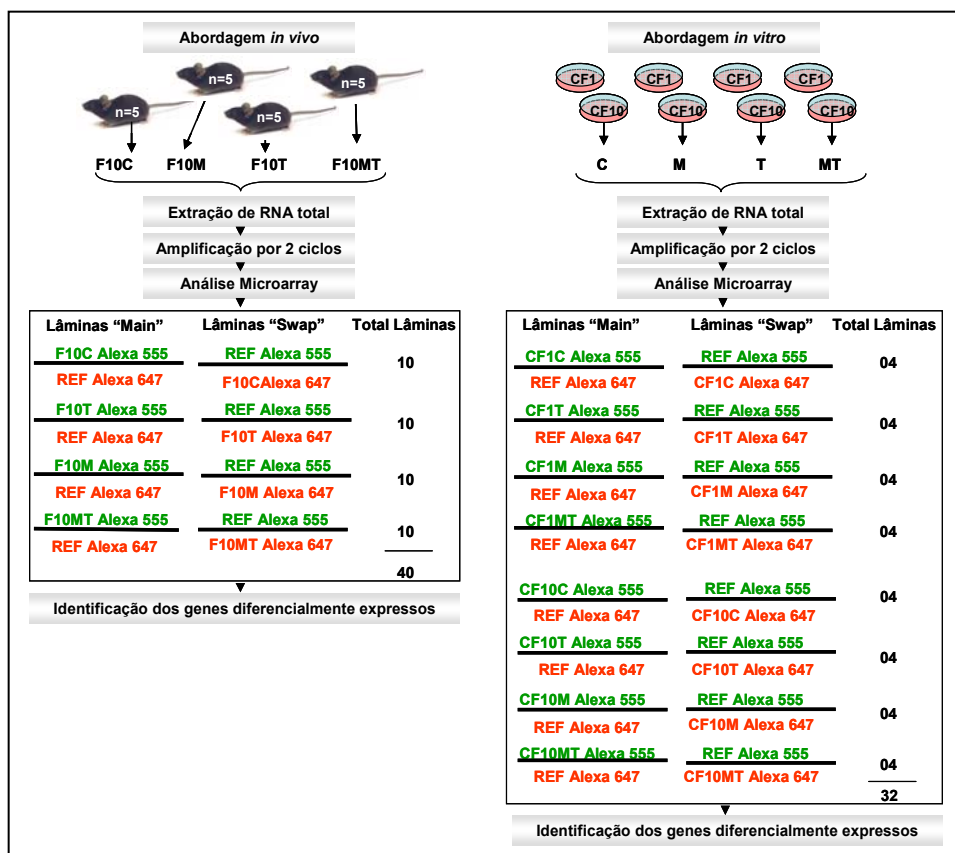 Abordagem in vivo
n=5
n=5
n=5
n=5
F10C F10M F10T F10MT
Extração de RNA total
Amplificação por 2 ciclos
Análise Microarray
Lâminas “Main” Lâminas “Swap” Total Lâminas
F10C Alexa 555 REF Alexa 555 10
REF Alexa 647 F10CAlexa 647
F10T Alexa 555 REF Alexa 555 10
REF Alexa 647 F10T Alexa 647
F10M Alexa 555 REF Alexa 555 10
REF Alexa 647 F10M Alexa 647
F10MT Alexa 555 REF Alexa 555 10
REF Alexa 647 F10MT Alexa 647
40
Identificação dos genes diferencialmente expressos
Abordagem in vitro
CF1 CF1 CF1 CF1
CF10 CF10 CF10 CF10
C M T MT
Extração de RNA total
Amplificação por 2 ciclos
Análise Microarray
Lâminas “Main” Lâminas “Swap” Total Lâminas
CF1C Alexa 555 REF Alexa 555 04
REF Alexa 647 CF1C Alexa 647
CF1T Alexa 555 REF Alexa 555 04
REF Alexa 647 CF1T Alexa 647
CF1M Alexa 555 REF Alexa 555 04
REF Alexa 647 CF1M Alexa 647
CF1MT Alexa 555 REF Alexa 555 04
REF Alexa 647 CF1MT Alexa 647
CF10C Alexa 555 REF Alexa 555 04
REF Alexa 647 CF10C Alexa 647
CF10T Alexa 555 REF Alexa 555 04
REF Alexa 647 CF10T Alexa 647
CF10M Alexa 555 REF Alexa 555 04
REF Alexa 647 CF10M Alexa 647
CF10MT Alexa 555 REF Alexa 555 04
REF Alexa 647 CF10MT Alexa 647
32
Identificação dos genes diferencialmente expressos